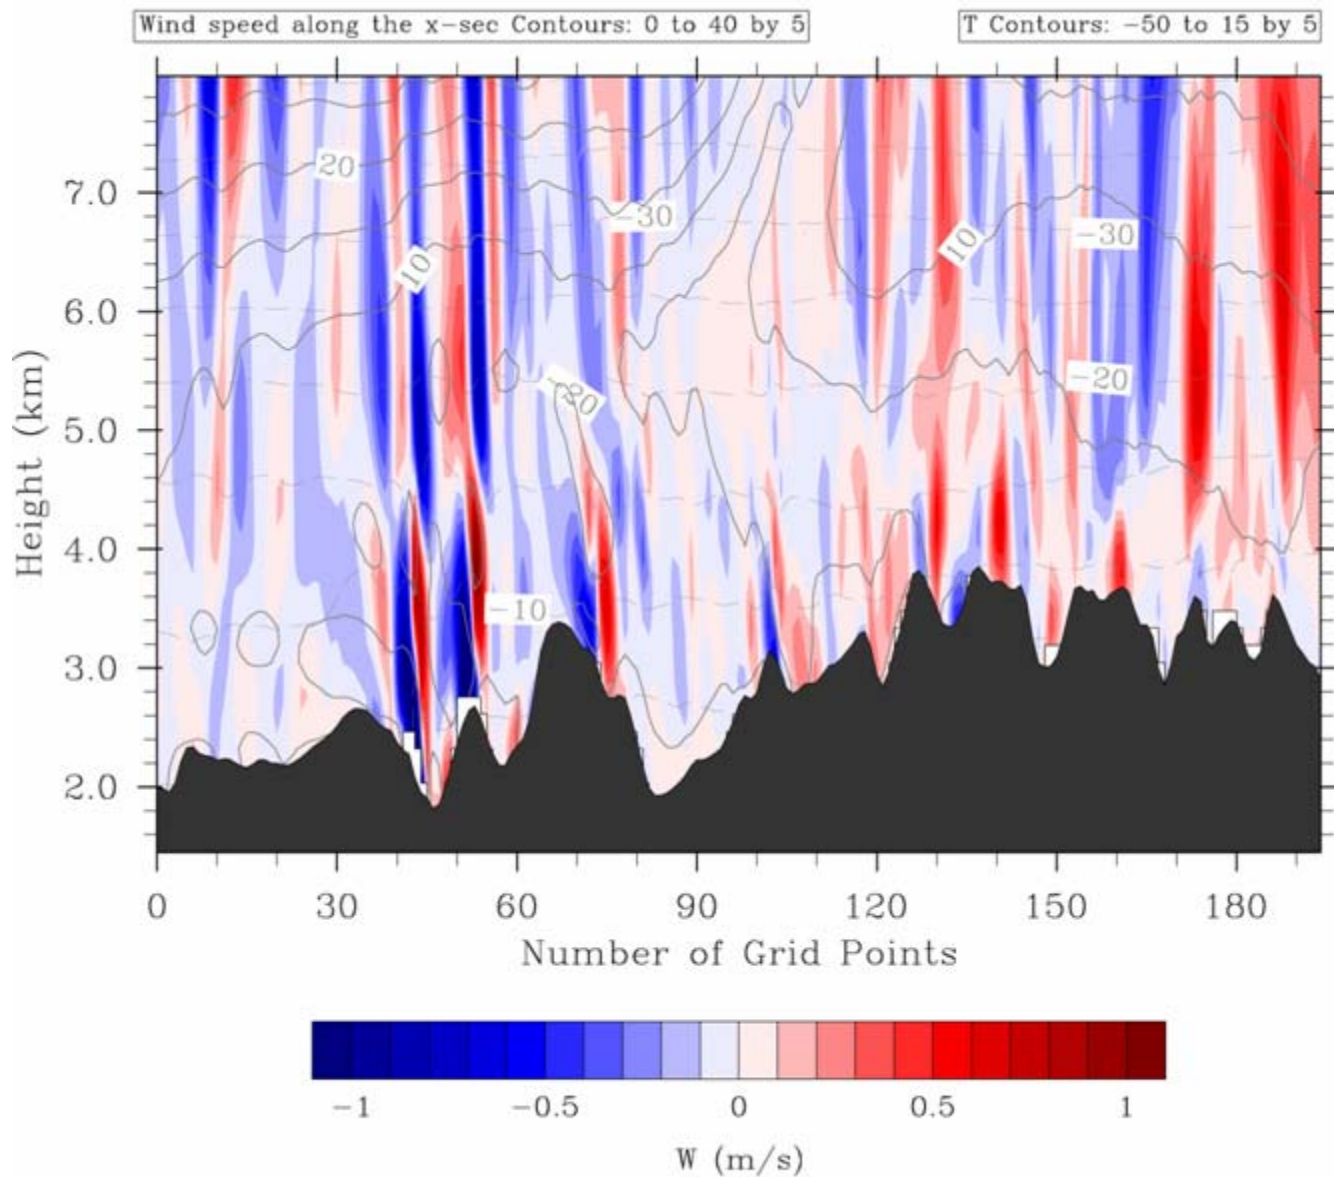 Wind speed along the x-sec Contours: 0 to 40 by 5
T Contours: −50 to 15 by 5
20
−30
10
10
−30
−20
−20
−10
7.0
6.0
5.0
4.0
3.0
2.0
Height (km)
0 30 60 90 120 150 180
Number of Grid Points
−1 −0.5 0 0.5 1
W (m/s)